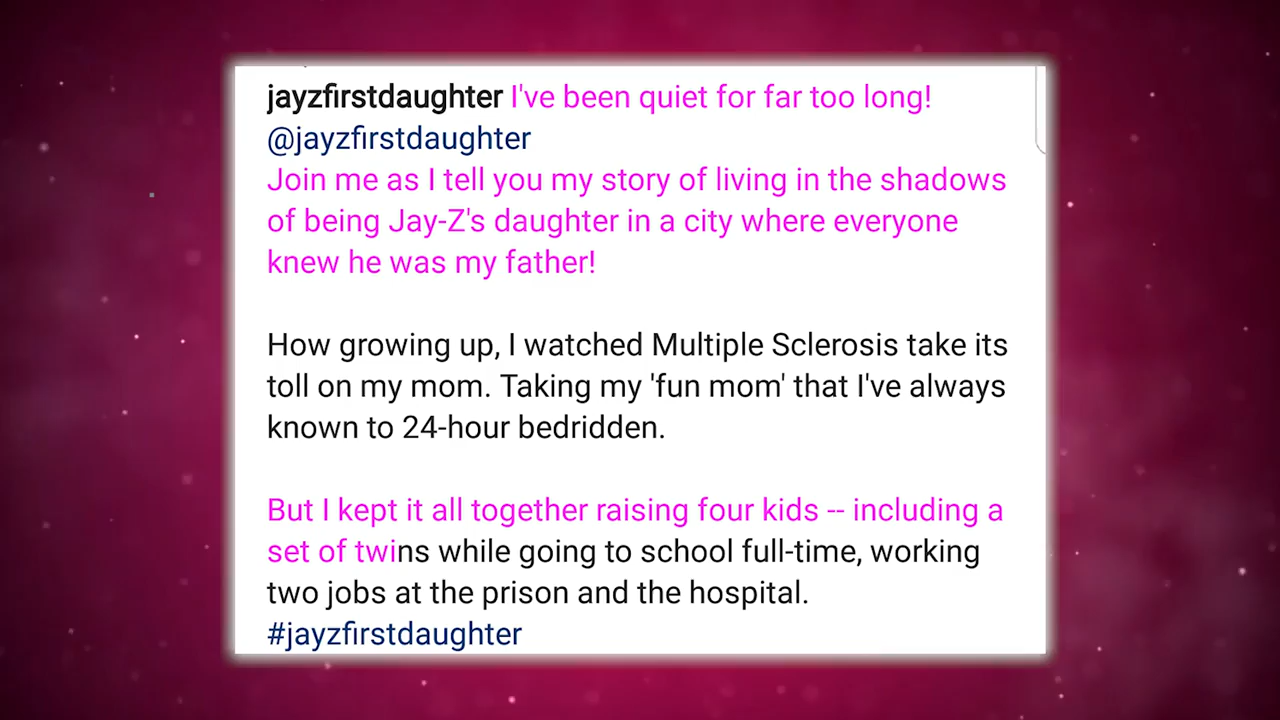 jayzfirstdaughter I've been quiet for far too long!
@jayzfirstdaughter
Join me as I tell you my story of living in the shadows
of being Jay-Z's daughter in a city where everyone
knew he was my father!
How growing up, I watched Multiple Sclerosis take its
toll on my mom. Taking my 'fun mom' that I've always
known to 24-hour bedridden.
But I kept it all together raising four kids -- including a
set of twins while going to school full-time, working
two jobs at the prison and the hospital.
#jayzfirstdaughter